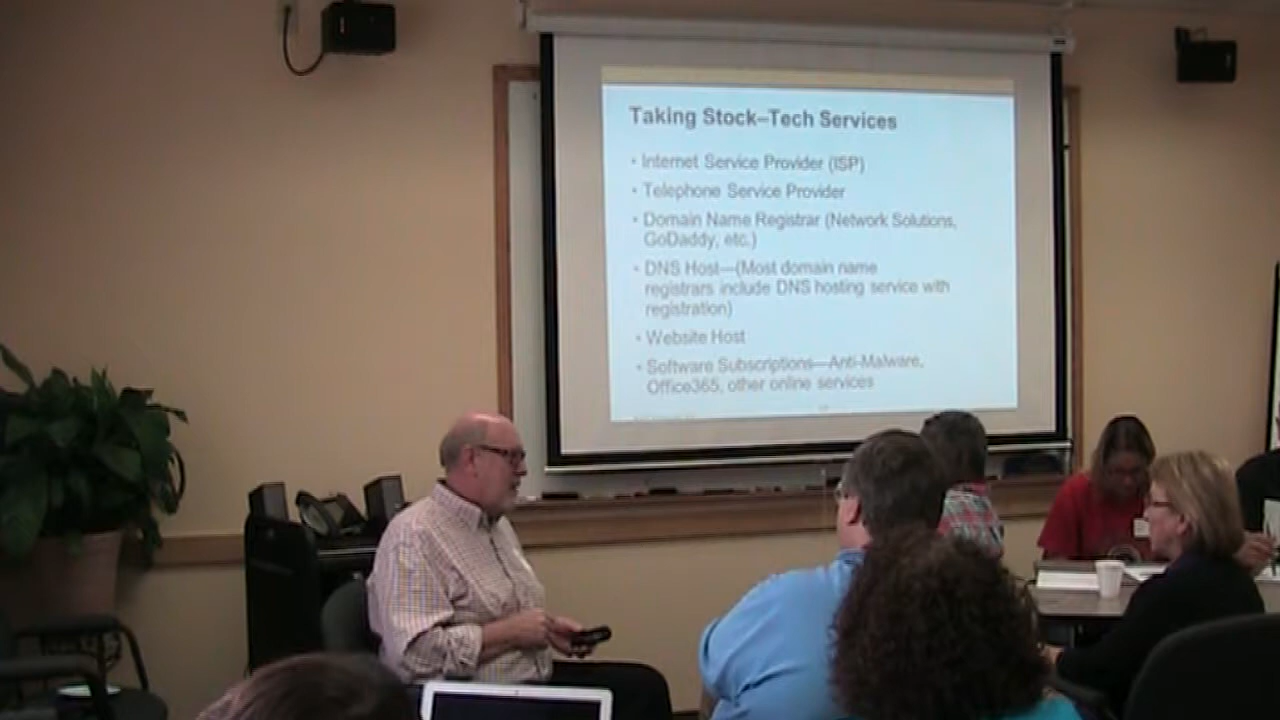 Taking Stock–Tech Services
• Internet Service Provider (ISP)
• Telephone Service Provider
• Domain Name Registrar (Network Solutions,
GoDaddy, etc.)
• DNS Host—(Most domain name
registrars include DNS hosting service with
registration)
• Website Host
• Software Subscriptions—Anti-Malware,
Office365, other online services